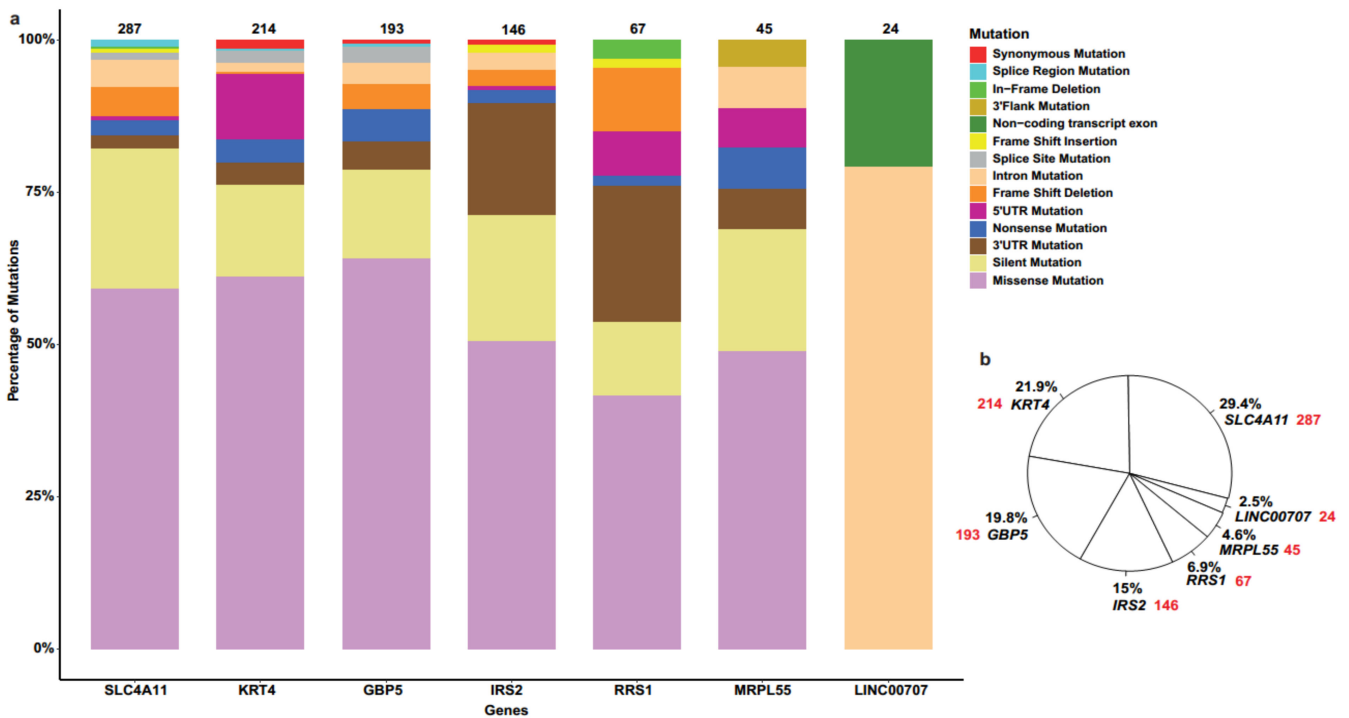 a
287 214 193 146 67 45 24
100%
75%
50%
25%
0%
Percentage of Mutations
SLC4A11 KRT4 GBP5 IRS2 RRS1 MRPL55 LINC00707
Genes
Mutation
Synonymous Mutation
Splice Region Mutation
In−Frame Deletion
3'Flank Mutation
Non−coding transcript exon
Frame Shift Insertion
Splice Site Mutation
Intron Mutation
Frame Shift Deletion
5'UTR Mutation
Nonsense Mutation
3'UTR Mutation
Silent Mutation
Missense Mutation
b
21.9%
214 KRT4
29.4%
SLC4A11 287
2.5%
LINC00707 24
4.6%
MRPL55 45
6.9%
RRS1 67
15%
IRS2 146
19.8%
193 GBP5